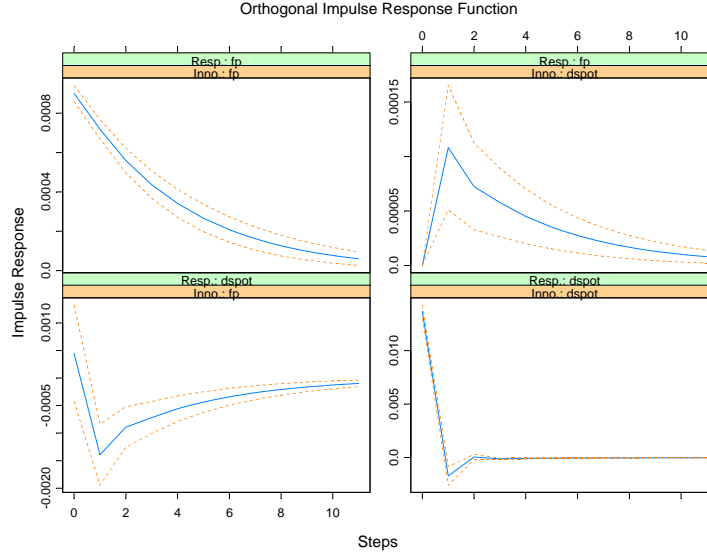 Orthogonal Impulse Response Function
0 2 4 6 8 10
Resp.: fp
Inno.: fp
Resp.: fp
Inno.: dspot
0.0008
0.0004
0.0
0.00015
0.00005
0.0
Impulse Response
Resp.: dspot
Inno.: fp
Resp.: dspot
Inno.: dspot
0.0010
-0.0005
-0.0020
0.010
0.005
0.0
0 2 4 6 8 10
Steps